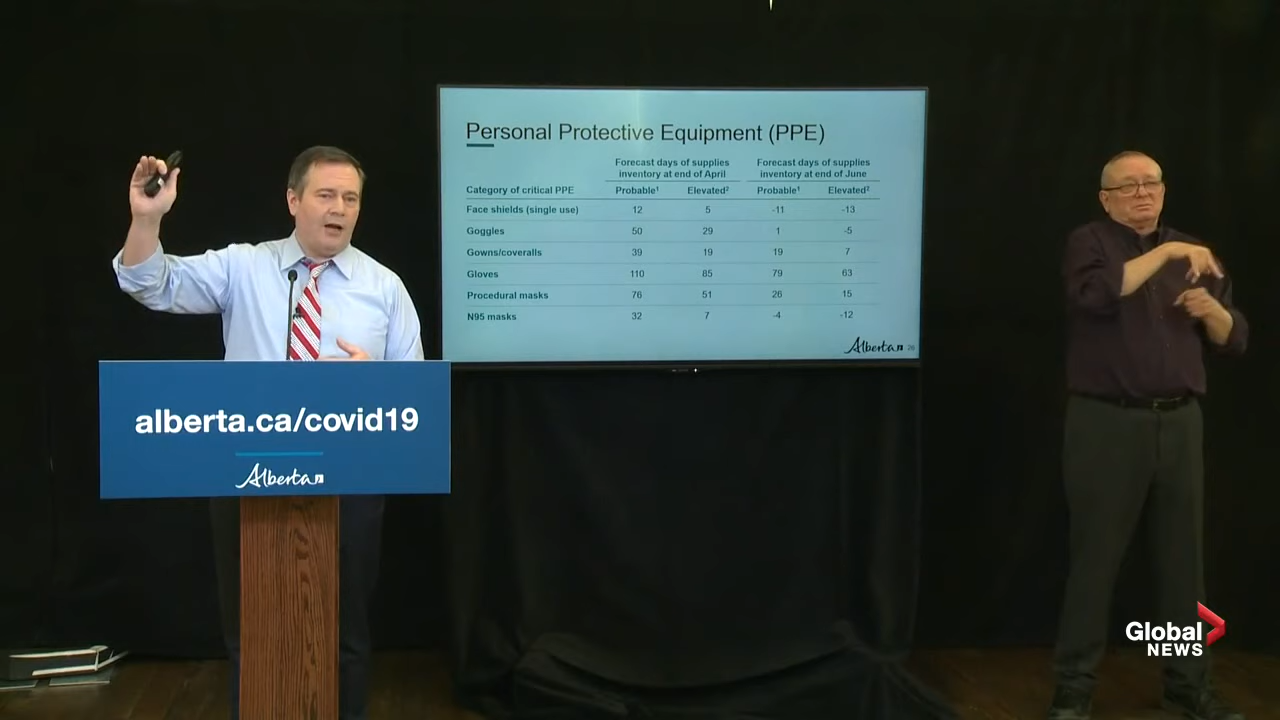 Personal Protective Equipment (PPE)
Forecast days of supplies inventory at end of April
Forecast days of supplies inventory at end of June
Category of critical PPE Probable¹ Elevated² Probable¹ Elevated²
Face shields (single use) 12 5 -11 -13
Goggles 50 29 1 -5
Gowns/coveralls 39 19 19 7
Gloves 110 85 79 63
Procedural masks 76 51 26 15
N95 masks 32 7 -4 -12
Alberta 26
alberta.ca/covid19
Alberta
Global
NEWS